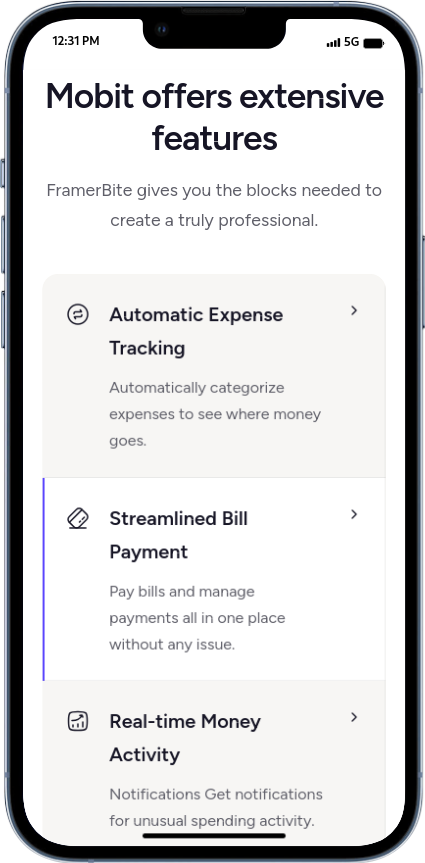 12:31 PM
5G
Mobit offers extensive
features
FramerBite gives you the blocks needed to
create a truly professional.
Automatic Expense
Tracking
Automatically categorize
expenses to see where money
goes.
Streamlined Bill
Payment
Pay bills and manage
payments all in one place
without any issue.
Real-time Money
Activity
Notifications Get notifications
for unusual spending activity.